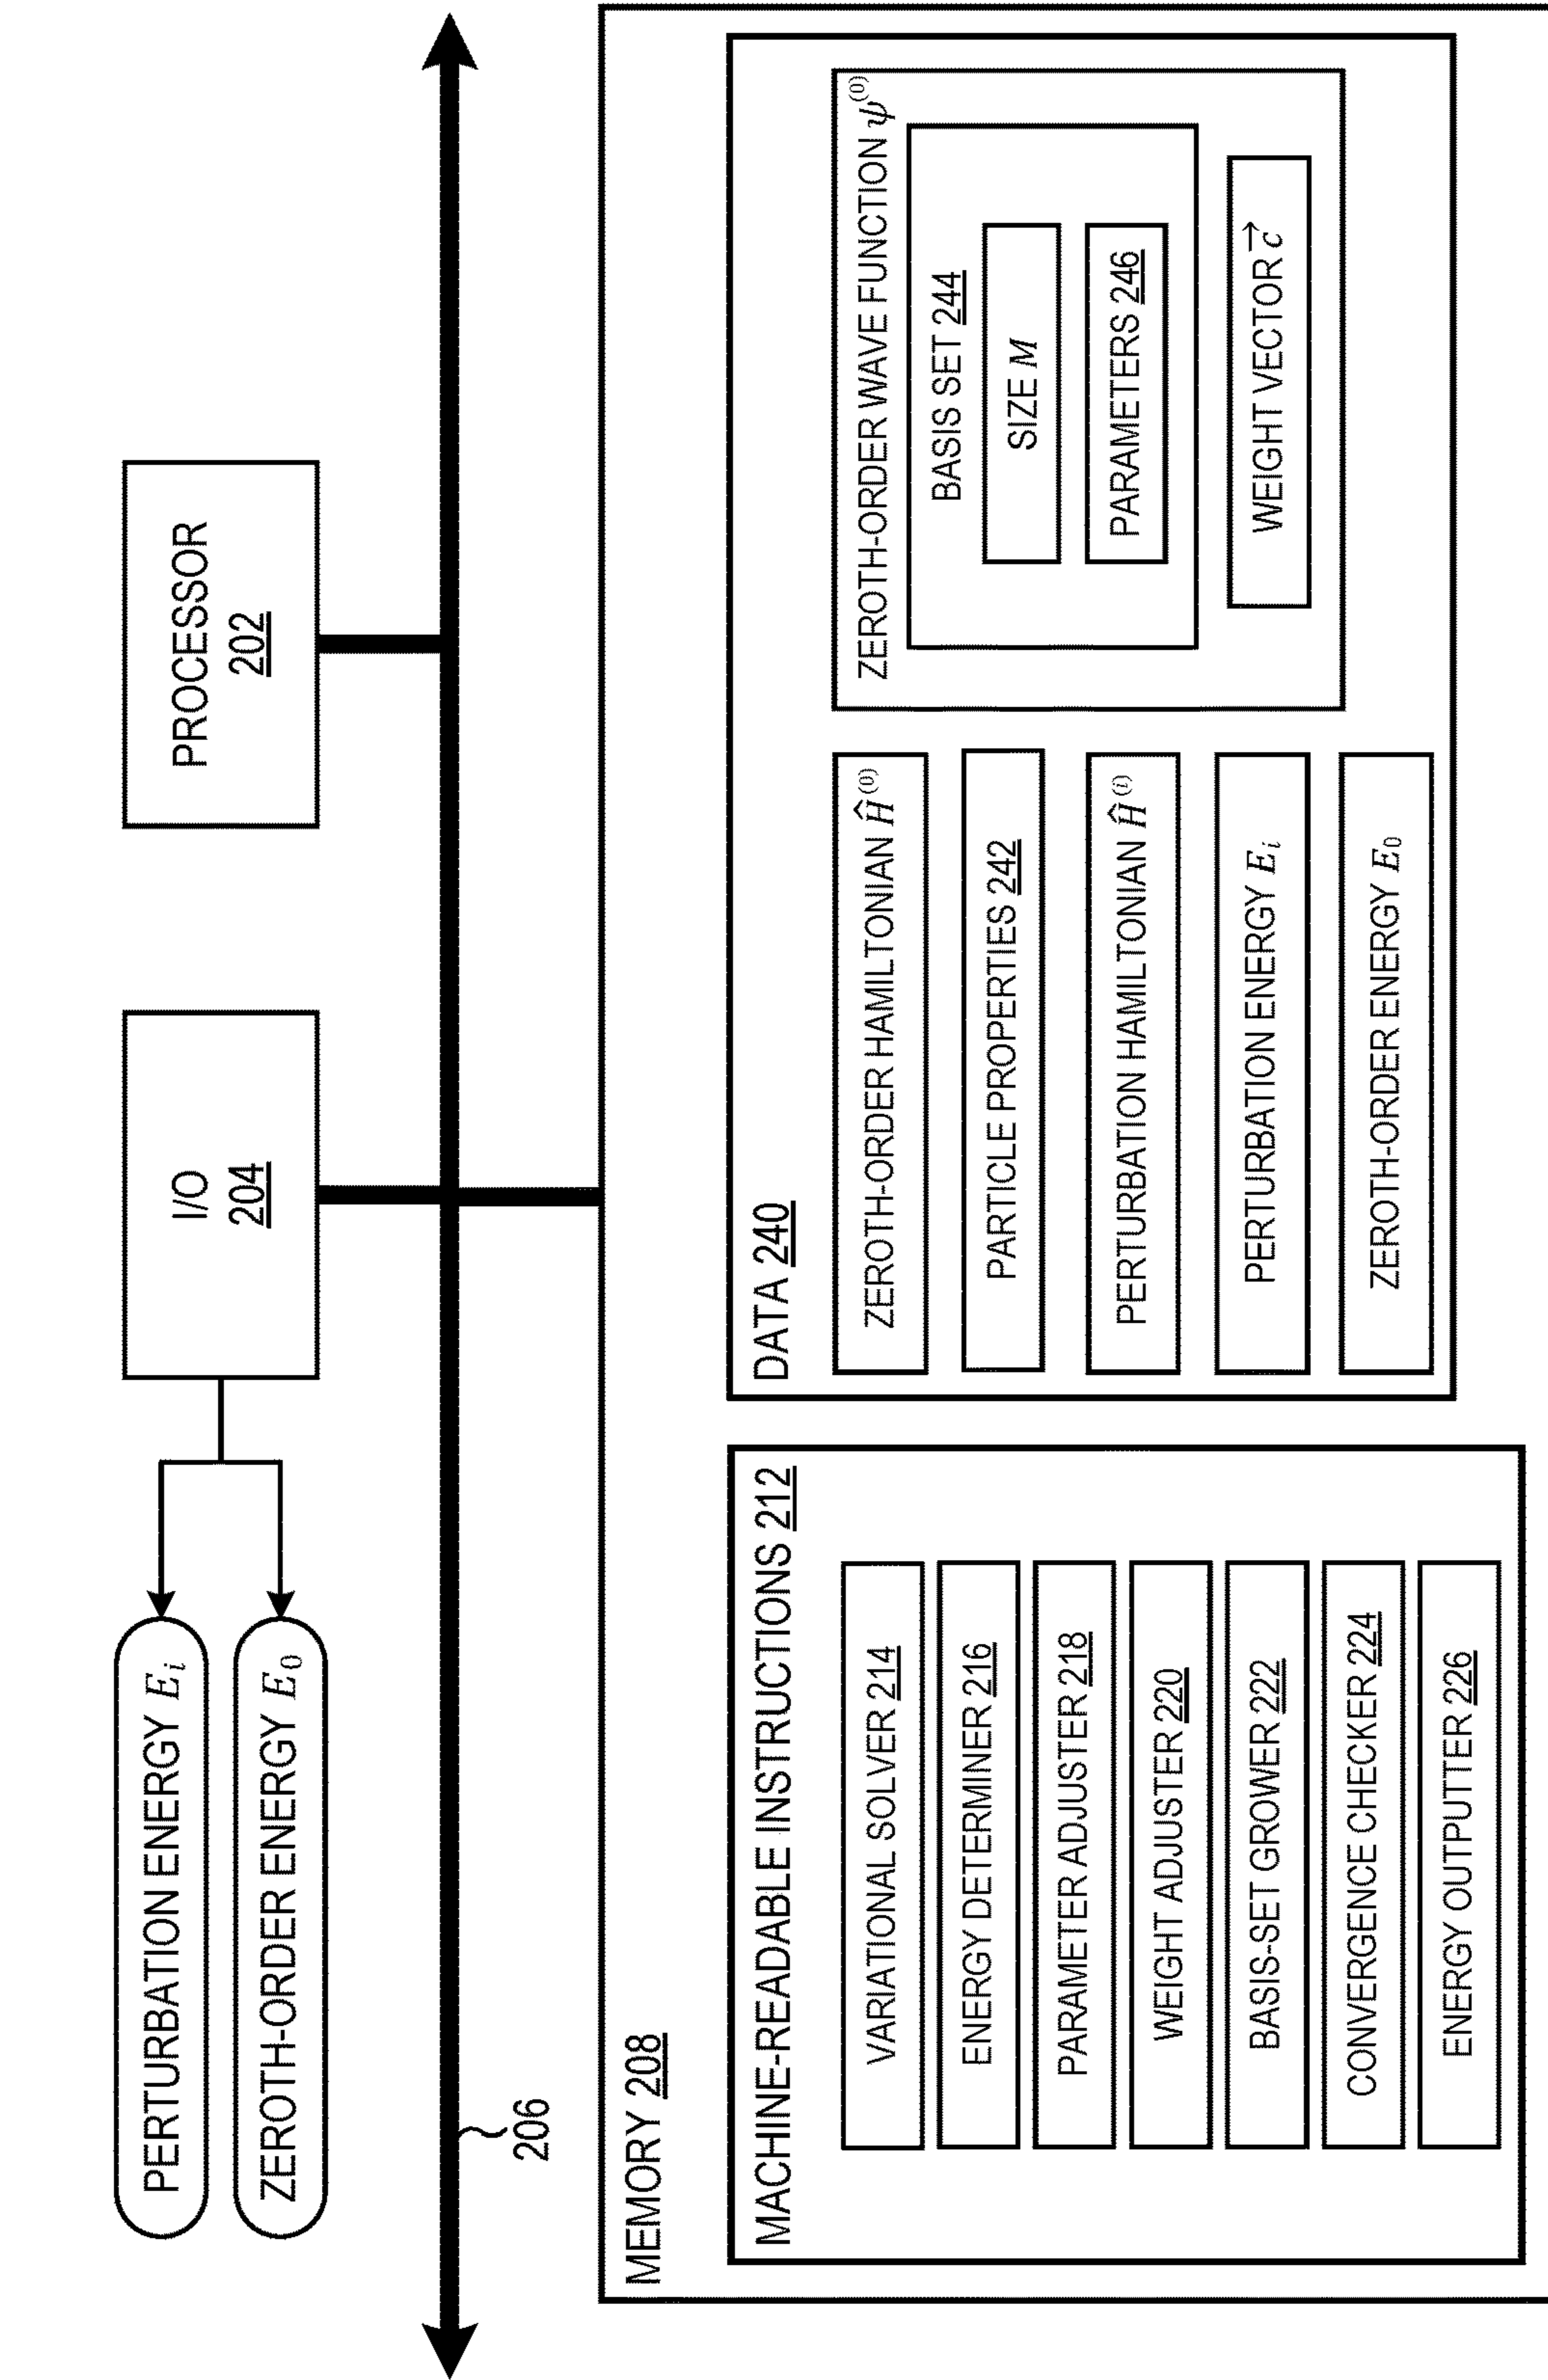 PERTURBATION ENERGY Eᵢ
ZEROTH-ORDER ENERGY E₀
I/O
204
PROCESSOR
202
206
MEMORY 208
MACHINE-READABLE INSTRUCTIONS 212
VARIATIONAL SOLVER 214
ENERGY DETERMINER 216
PARAMETER ADJUSTER 218
WEIGHT ADJUSTER 220
BASIS-SET GROWER 222
CONVERGENCE CHECKER 224
ENERGY OUTPUTTER 226
DATA 240
ZEROTH-ORDER HAMILTONIAN Ĥ⁽⁰⁾
PARTICLE PROPERTIES 242
PERTURBATION HAMILTONIAN Ĥ⁽ⁱ⁾
PERTURBATION ENERGY Eᵢ
ZEROTH-ORDER ENERGY E₀
ZEROTH-ORDER WAVE FUNCTION ψ⁽⁰⁾
BASIS SET 244
SIZE M
PARAMETERS 246
WEIGHT VECTOR c⃗